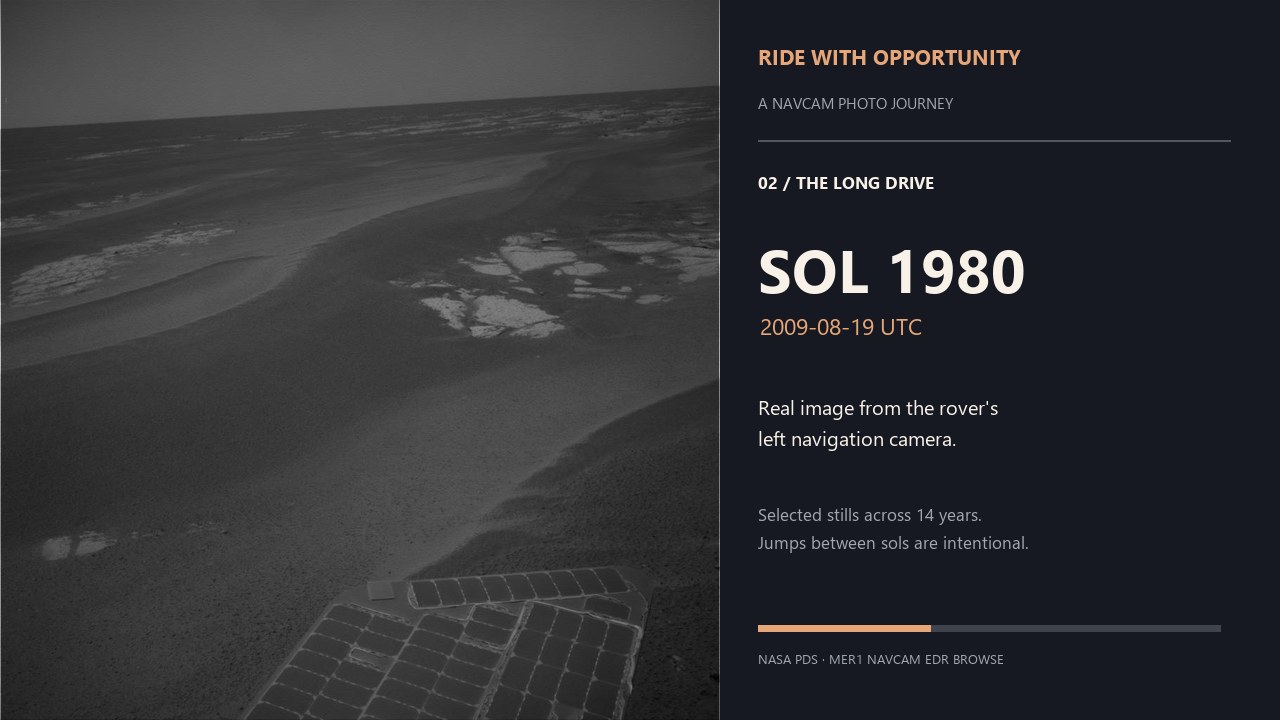 RIDE WITH OPPORTUNITY
A NAVCAM PHOTO JOURNEY
02 / THE LONG DRIVE
SOL 1980
2009-08-19 UTC
Real image from the rover's
left navigation camera.
Selected stills across 14 years.
Jumps between sols are intentional.
NASA PDS · MER1 NAVCAM EDR BROWSE